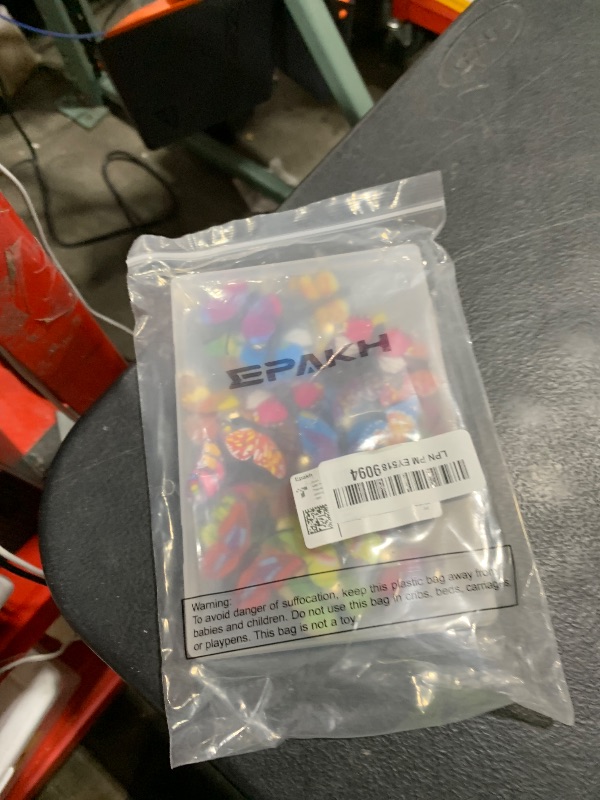 EPAKH
LPN PM EY518 9094
Warning:
To avoid danger of suffocation, keep this plastic bag away from
babies and children. Do not use this bag in cribs, beds, carriages,
or playpens. This bag is not a toy.